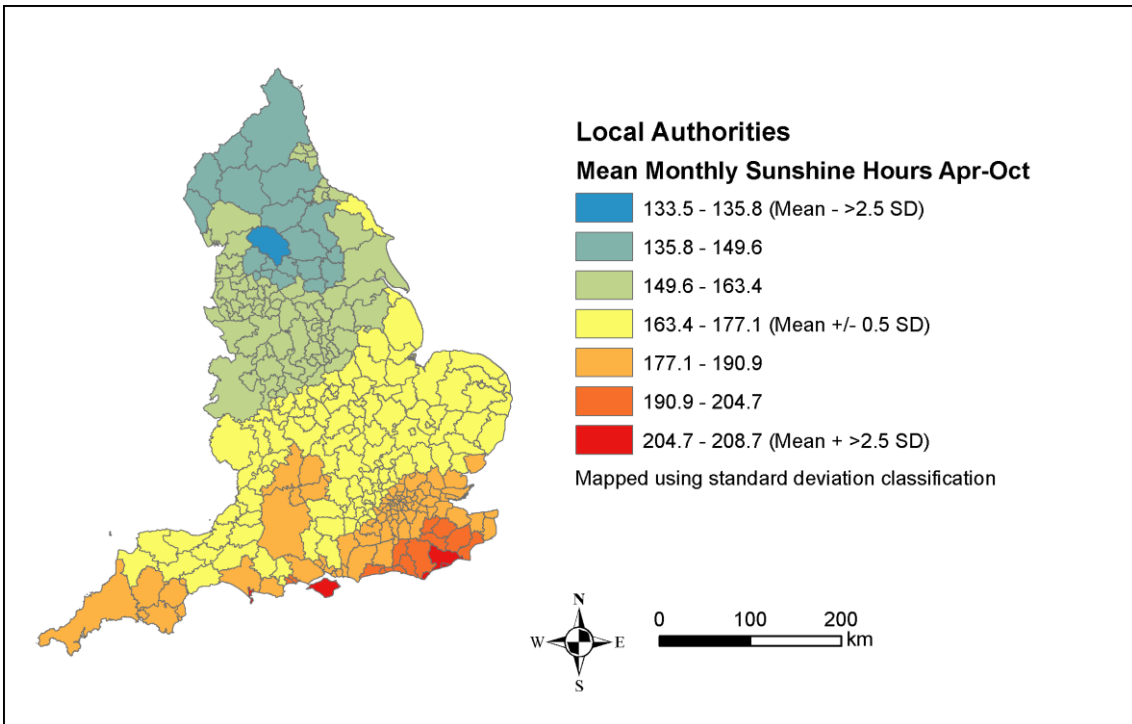 Local Authorities
Mean Monthly Sunshine Hours Apr-Oct
133.5 - 135.8 (Mean - >2.5 SD)
135.8 - 149.6
149.6 - 163.4
163.4 - 177.1 (Mean +/- 0.5 SD)
177.1 - 190.9
190.9 - 204.7
204.7 - 208.7 (Mean + >2.5 SD)
Mapped using standard deviation classification
N
W E
S
0 100 200
km